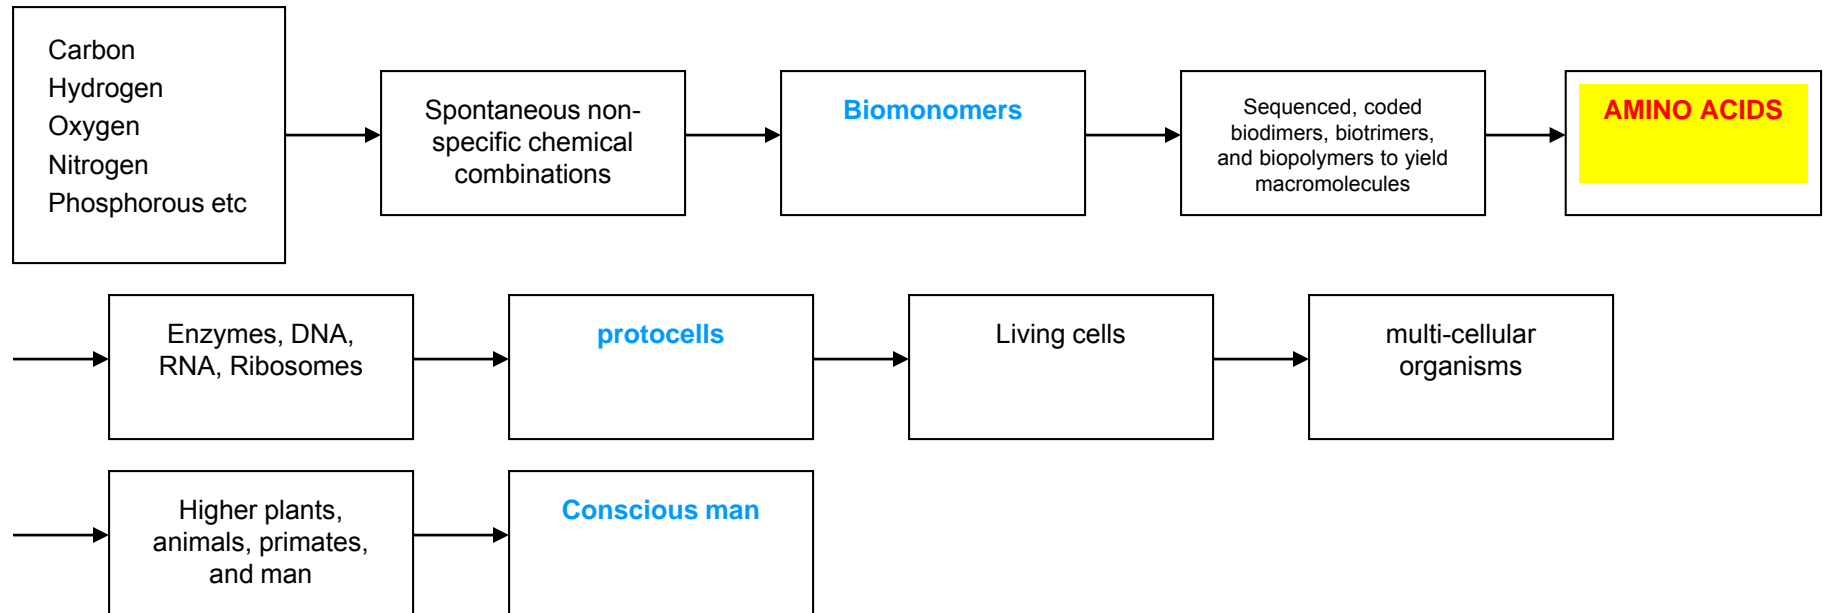 Carbon
Hydrogen
Oxygen
Nitrogen
Phosphorous etc
Spontaneous non-
specific chemical
combinations
Biomonomers
Sequenced, coded
biodimers, biotrimers,
and biopolymers to yield
macromolecules
AMINO ACIDS
Enzymes, DNA,
RNA, Ribosomes
protocells
Living cells
multi-cellular
organisms
Higher plants,
animals, primates,
and man
Conscious man